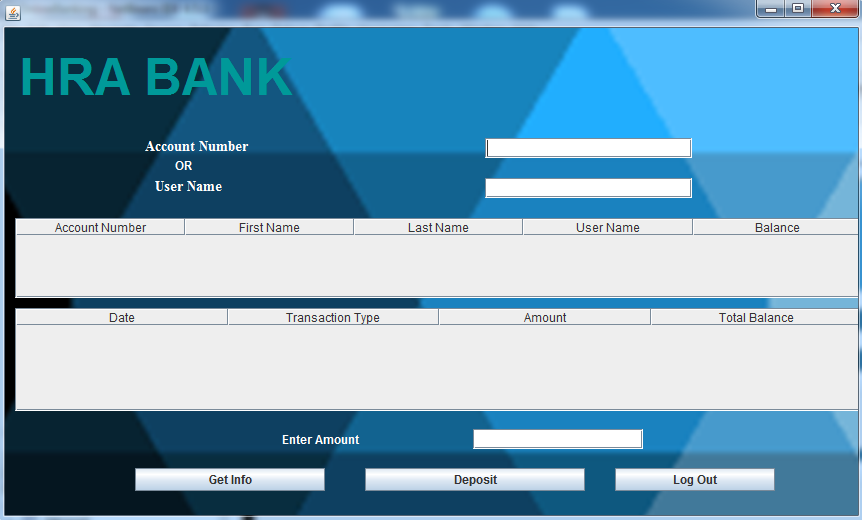 HRA BANK
Account Number
OR
User Name
Account Number First Name Last Name User Name Balance
Date Transaction Type Amount Total Balance
Enter Amount
Get Info Deposit Log Out